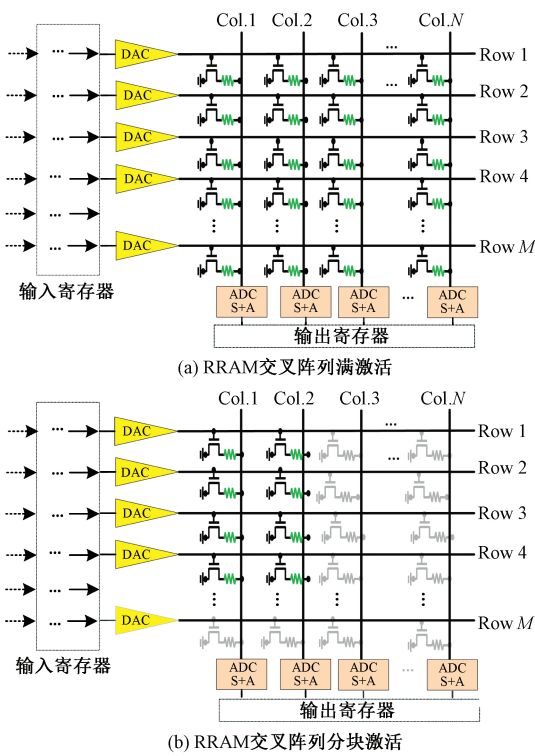 Col.1 Col.2 Col.3 Col.N
... DAC ... Row 1
... DAC ... Row 2
... DAC Row 3
... DAC Row 4
...
... DAC Row M
输入寄存器
ADC S+A ADC S+A ADC S+A ... ADC S+A
输出寄存器
(a) RRAM交叉阵列满激活
Col.1 Col.2 Col.3 Col.N
... DAC ... Row 1
... DAC ... Row 2
... DAC Row 3
... DAC Row 4
...
... DAC Row M
输入寄存器
ADC S+A ADC S+A ADC S+A ... ADC S+A
输出寄存器
(b) RRAM交叉阵列分块激活